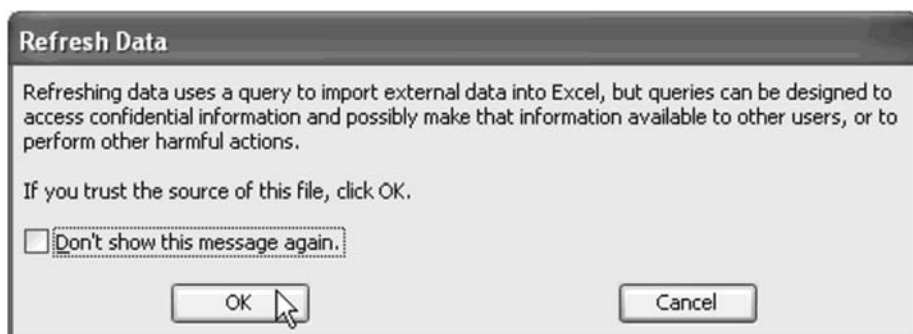 Refresh Data
Refreshing data uses a query to import external data into Excel, but queries can be designed to
access confidential information and possibly make that information available to other users, or to
perform other harmful actions.
If you trust the source of this file, click OK.
Don't show this message again.
OK
Cancel